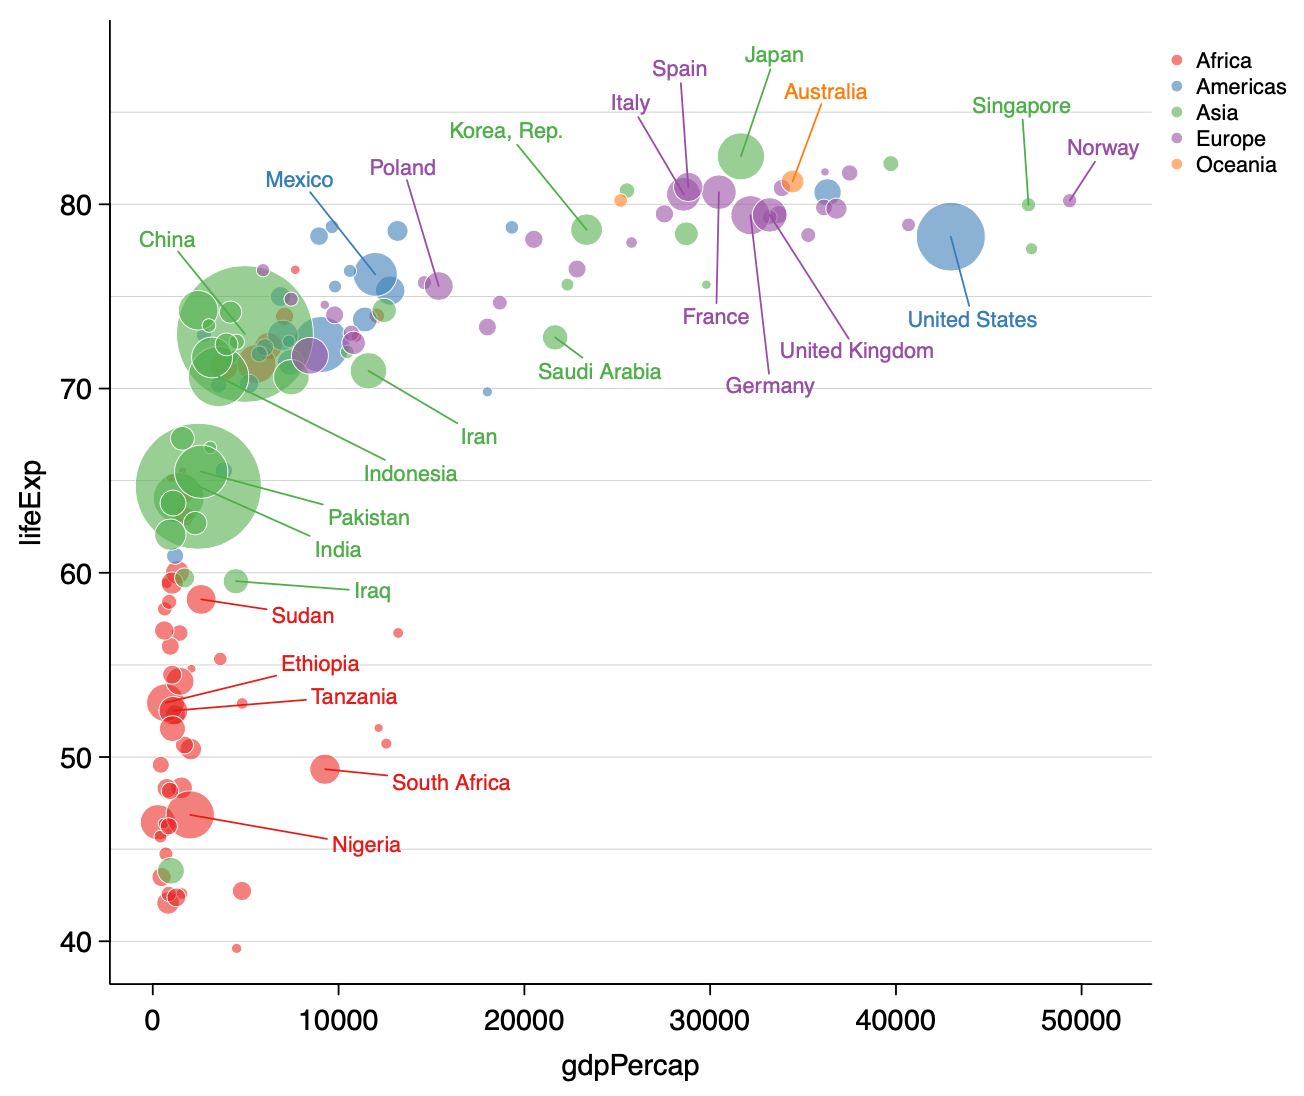 Japan
Spain
Australia
Italy
Singapore
Korea, Rep.
Norway
Poland
Mexico
China
France
United States
United Kingdom
Saudi Arabia
Germany
Iran
Indonesia
Pakistan
India
Iraq
Sudan
Ethiopia
Tanzania
South Africa
Nigeria
Africa
Americas
Asia
Europe
Oceania
80
70
60
50
40
lifeExp
0 10000 20000 30000 40000 50000
gdpPercap